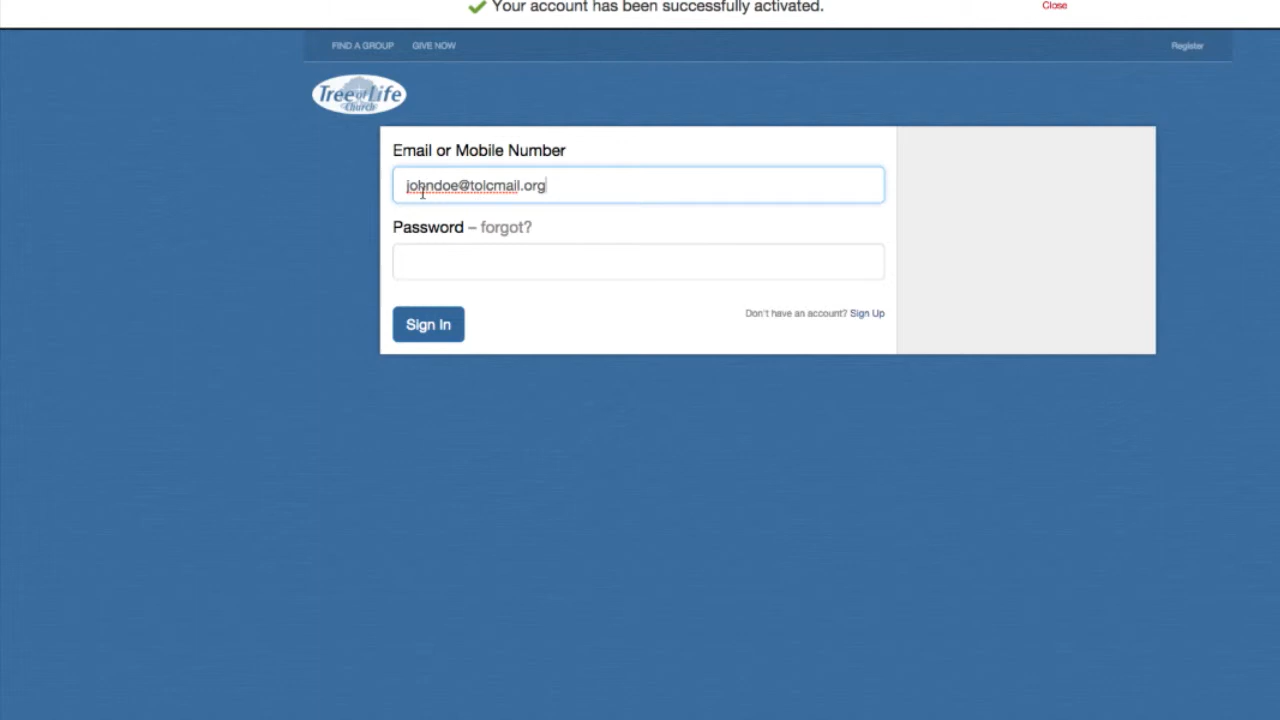 Your account has been successfully activated.
Close
FIND A GROUP GIVE NOW
Register
Tree of Life
Church
Email or Mobile Number
johndoe@tolcmail.org
Password – forgot?
Don't have an account? Sign Up
Sign In